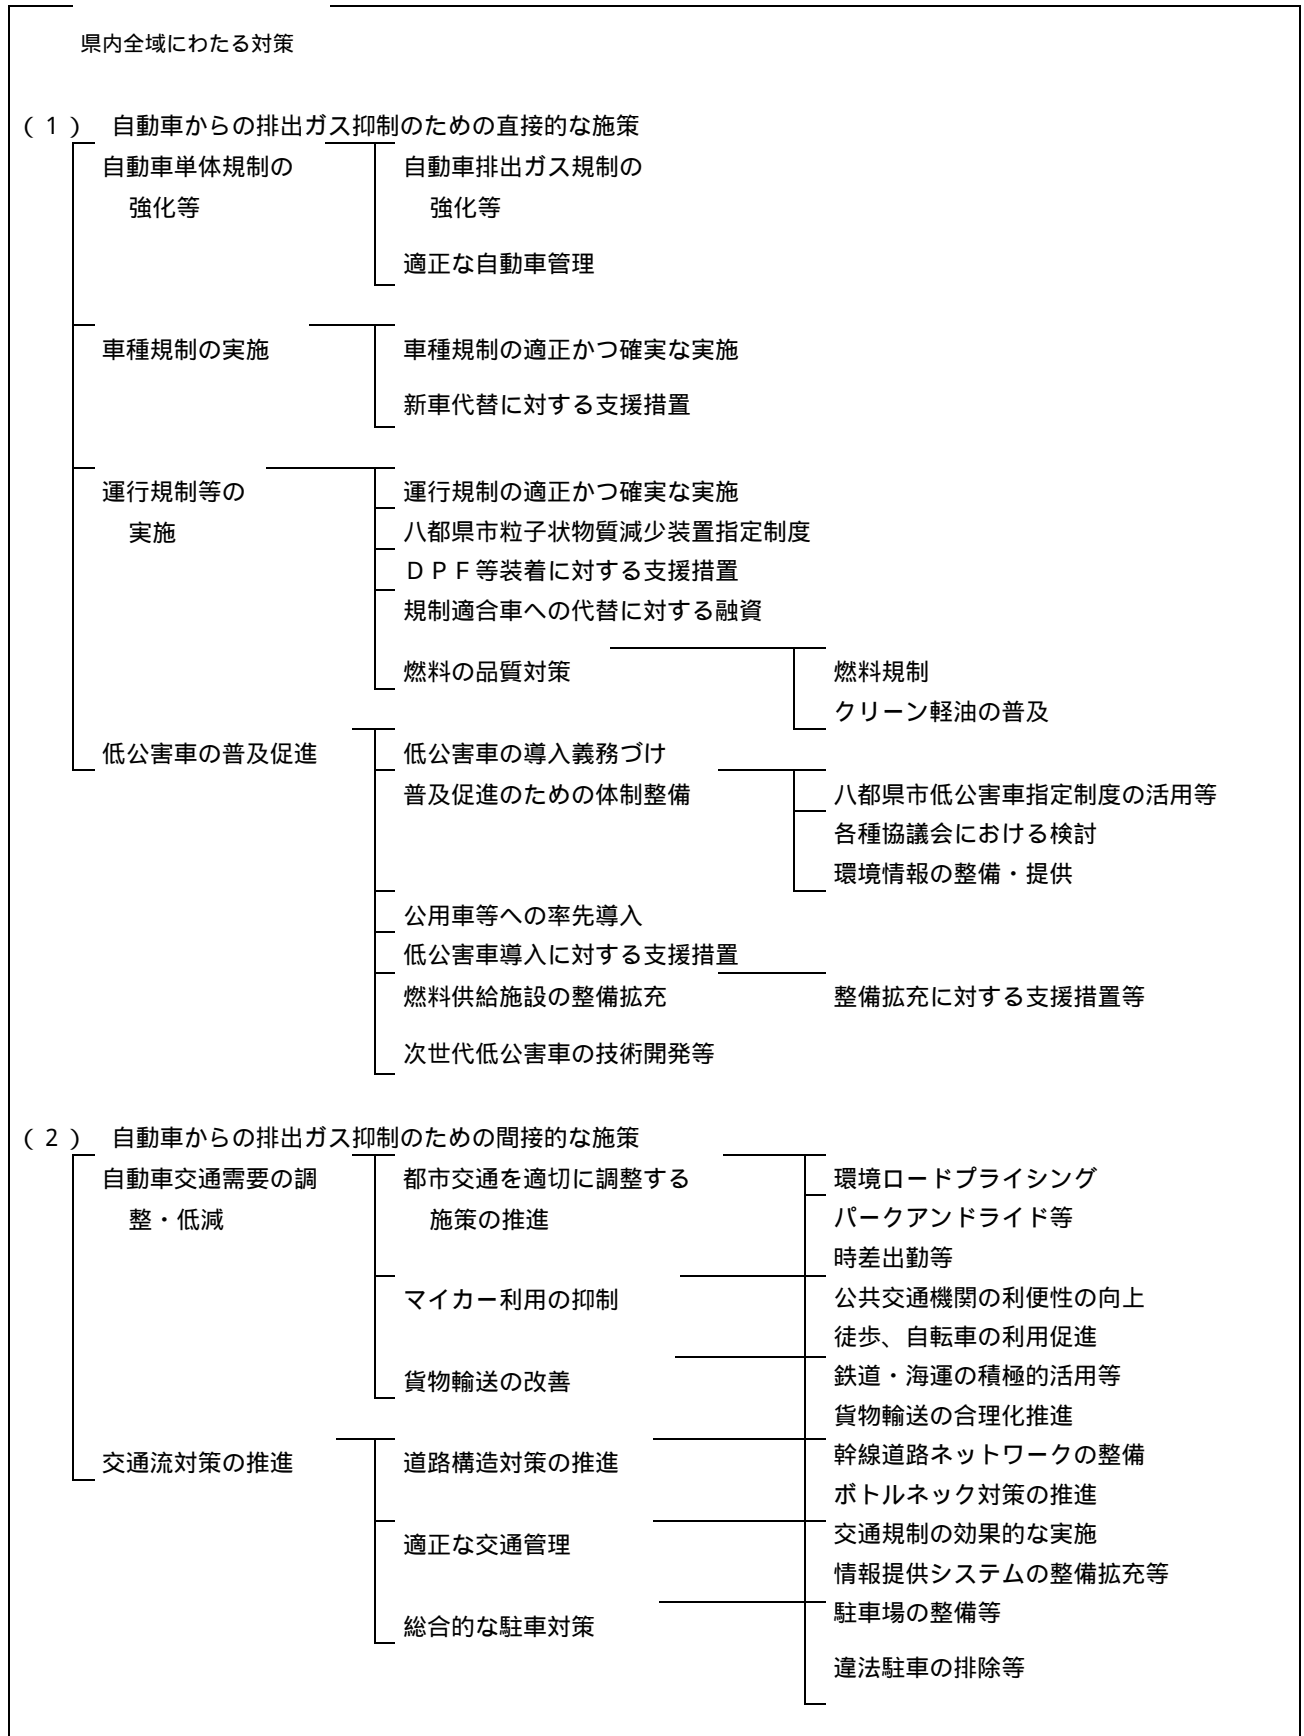 県内全域にわたる対策
(1) 自動車からの排出ガス抑制のための直接的な施策
自動車単体規制の
強化等
自動車排出ガス規制の
強化等
適正な自動車管理
車種規制の実施
車種規制の適正かつ確実な実施
新車代替に対する支援措置
運行規制等の
実施
運行規制の適正かつ確実な実施
八都県市粒子状物質減少装置指定制度
DPF等装着に対する支援措置
規制適合車への代替に対する融資
燃料の品質対策
燃料規制
クリーン軽油の普及
低公害車の普及促進
低公害車の導入義務づけ
普及促進のための体制整備
八都県市低公害車指定制度の活用等
各種協議会における検討
環境情報の整備・提供
公用車等への率先導入
低公害車導入に対する支援措置
燃料供給施設の整備拡充
整備拡充に対する支援措置等
次世代低公害車の技術開発等
(2) 自動車からの排出ガス抑制のための間接的な施策
自動車交通需要の調
整・低減
都市交通を適切に調整する
施策の推進
環境ロードプライシング
パークアンドライド等
時差出勤等
マイカー利用の抑制
公共交通機関の利便性の向上
徒歩、自転車の利用促進
貨物輸送の改善
鉄道・海運の積極的活用等
貨物輸送の合理化推進
交通流対策の推進
道路構造対策の推進
幹線道路ネットワークの整備
ボトルネック対策の推進
適正な交通管理
交通規制の効果的な実施
情報提供システムの整備拡充等
総合的な駐車対策
駐車場の整備等
違法駐車の排除等